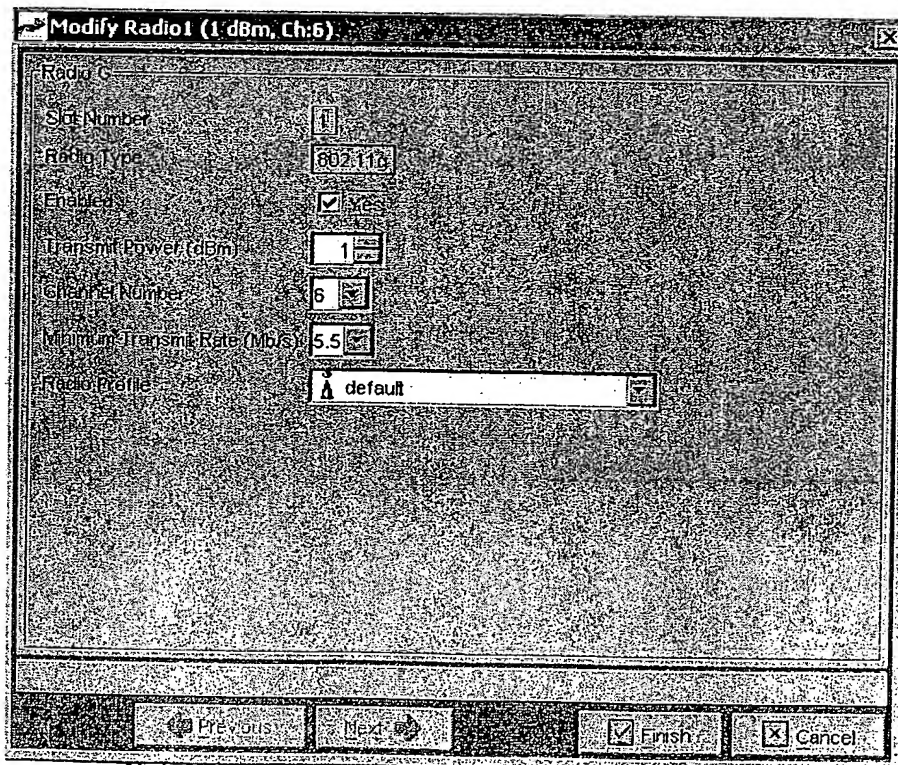 Modify Radio1 (1 dBm, Ch:6)
Radio G
Slot Number 1
Radio Type 802.11g
Enabled Yes
Transmit Power (dBm) 1
Channel Number 6
Minimum Transmit Rate (Mb/s) 5.5
Radio Profile default
Previous Next Finish Cancel